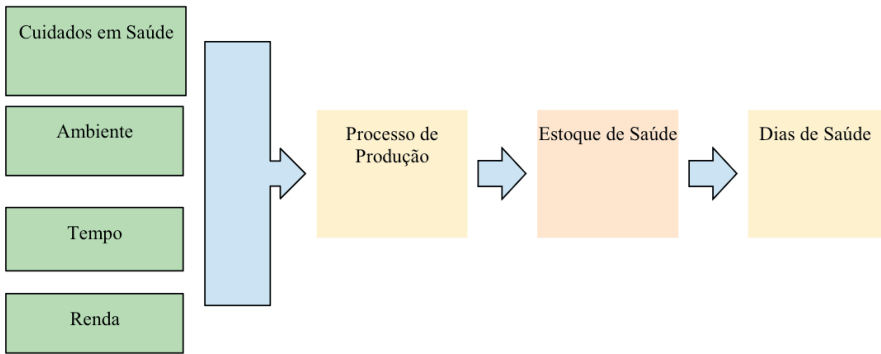 Cuidados em Saúde
Ambiente
Tempo
Renda
Processo de
Produção
Estoque de Saúde
Dias de Saúde